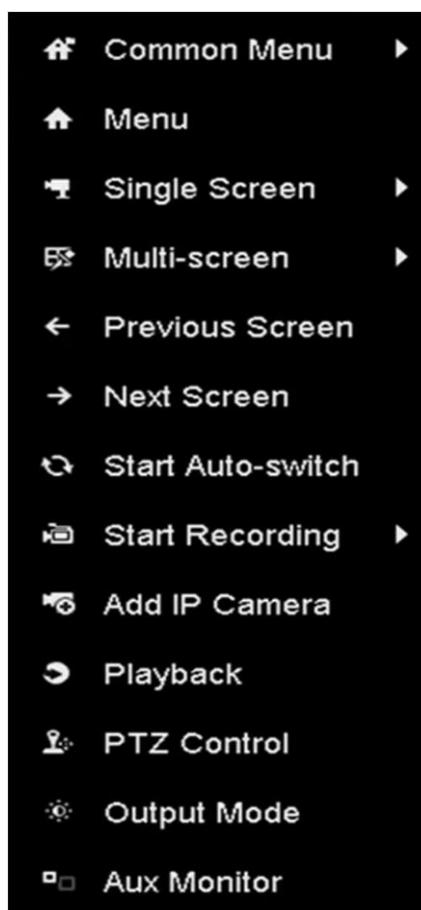 Common Menu
Menu
Single Screen
Multi-screen
Previous Screen
Next Screen
Start Auto-switch
Start Recording
Add IP Camera
Playback
PTZ Control
Output Mode
Aux Monitor